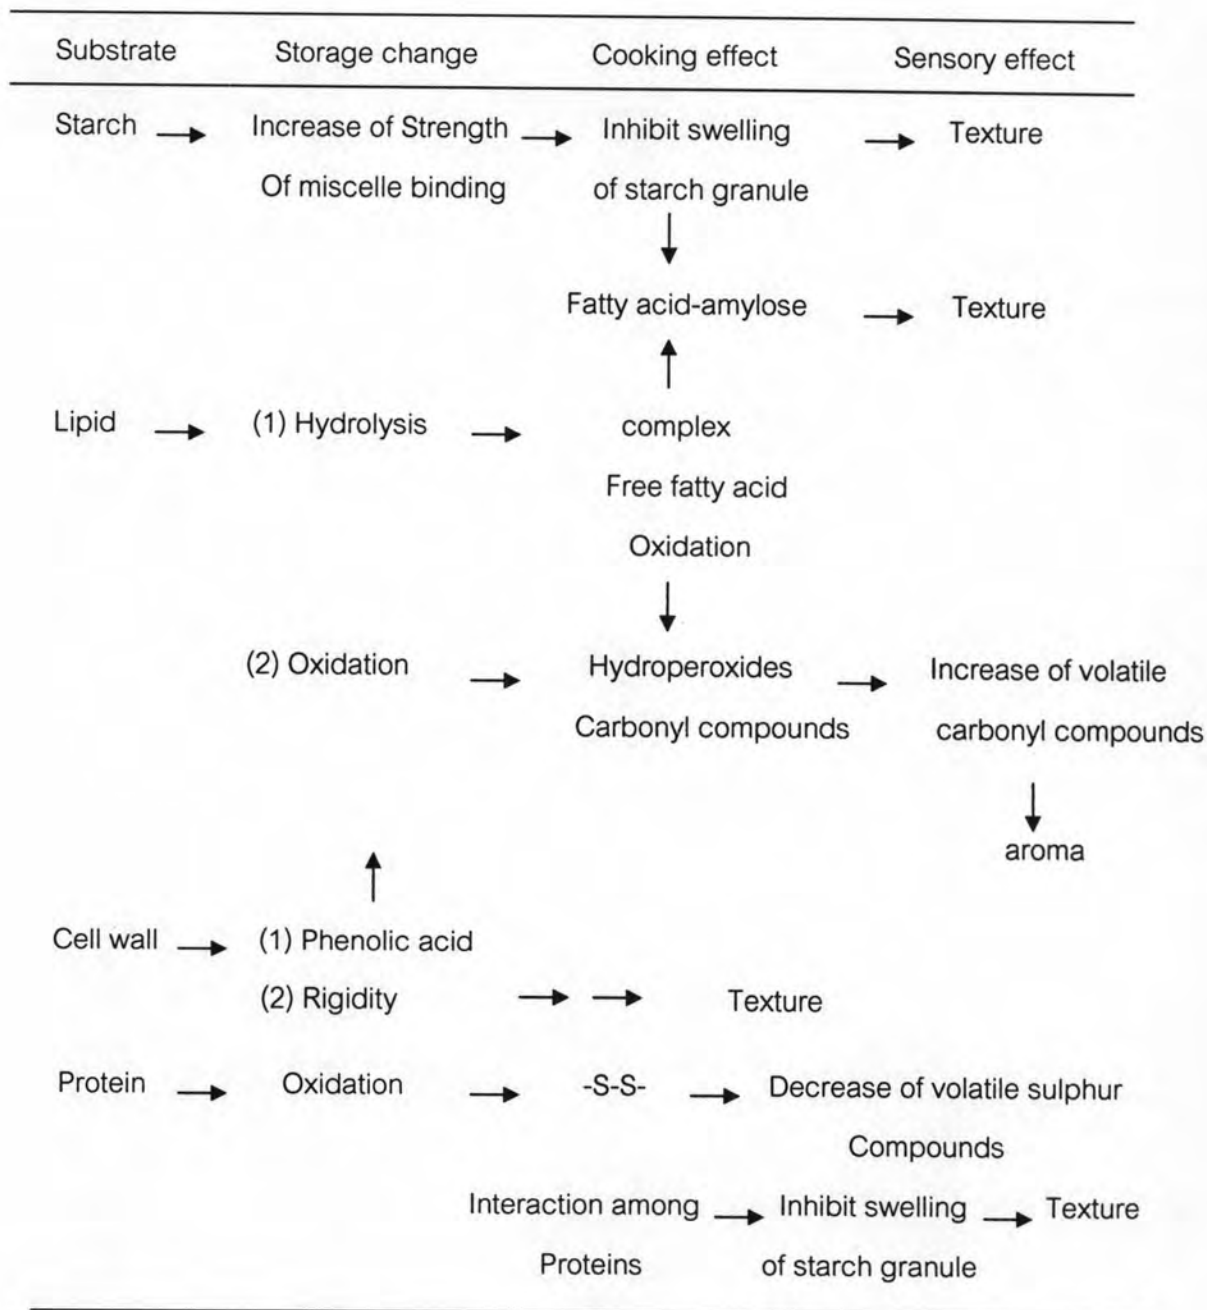 Substrate Storage change Cooking effect Sensory effect
Starch → Increase of Strength → Inhibit swelling → Texture
Of miscelle binding of starch granule
↓
Fatty acid-amylose → Texture
↑
Lipid → (1) Hydrolysis → complex
Free fatty acid
Oxidation
↓
(2) Oxidation → Hydroperoxides → Increase of volatile
Carbonyl compounds carbonyl compounds
↓
aroma
↑
Cell wall → (1) Phenolic acid
(2) Rigidity → → Texture
Protein → Oxidation → -S-S- → Decrease of volatile sulphur
Compounds
Interaction among → Inhibit swelling → Texture
Proteins of starch granule